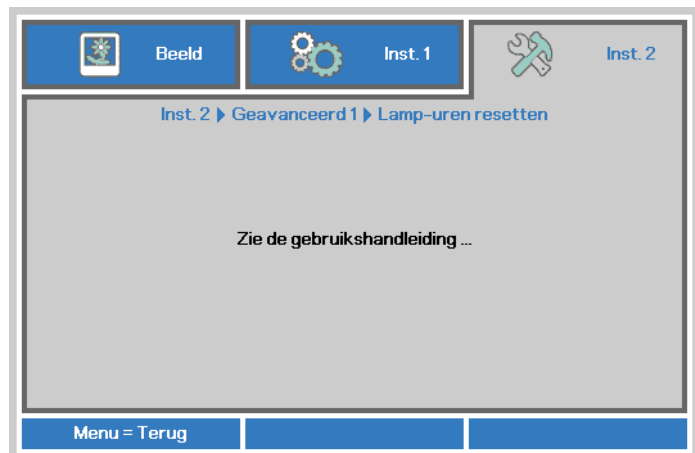 Beeld
Inst. 1
Inst. 2
Inst. 2 ▶ Geavanceerd 1 ▶ Lamp-uren resetten
Zie de gebruikshandleiding ...
Menu = Terug